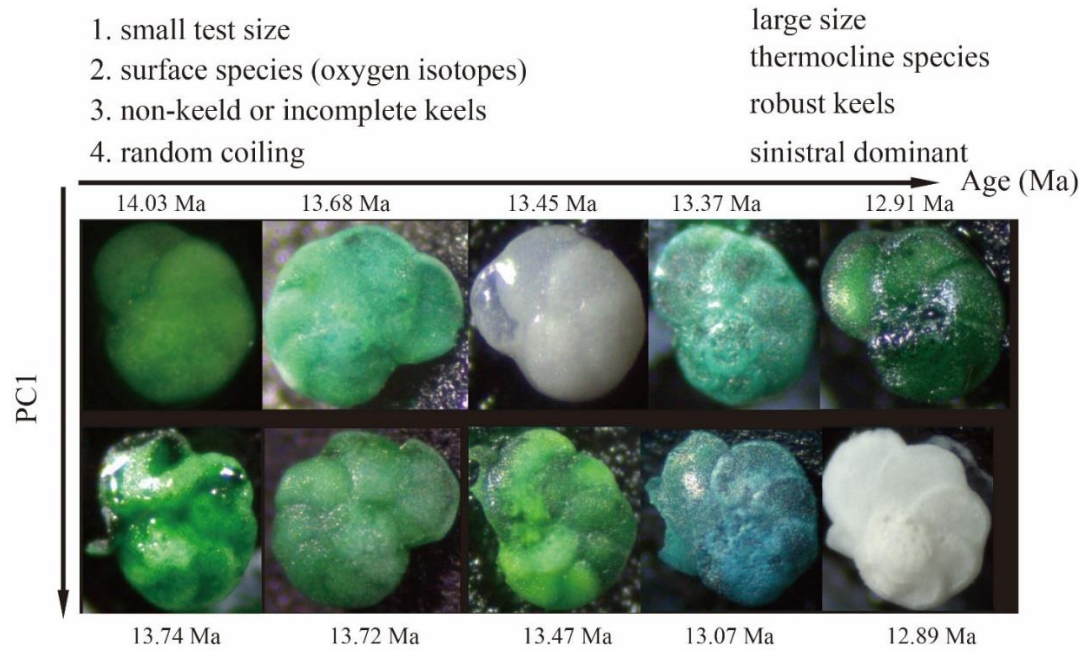 1. small test size
2. surface species (oxygen isotopes)
3. non-keeld or incomplete keels
4. random coiling
large size
thermocline species
robust keels
sinistral dominant
Age (Ma)
14.03 Ma 13.68 Ma 13.45 Ma 13.37 Ma 12.91 Ma
PC1
13.74 Ma 13.72 Ma 13.47 Ma 13.07 Ma 12.89 Ma